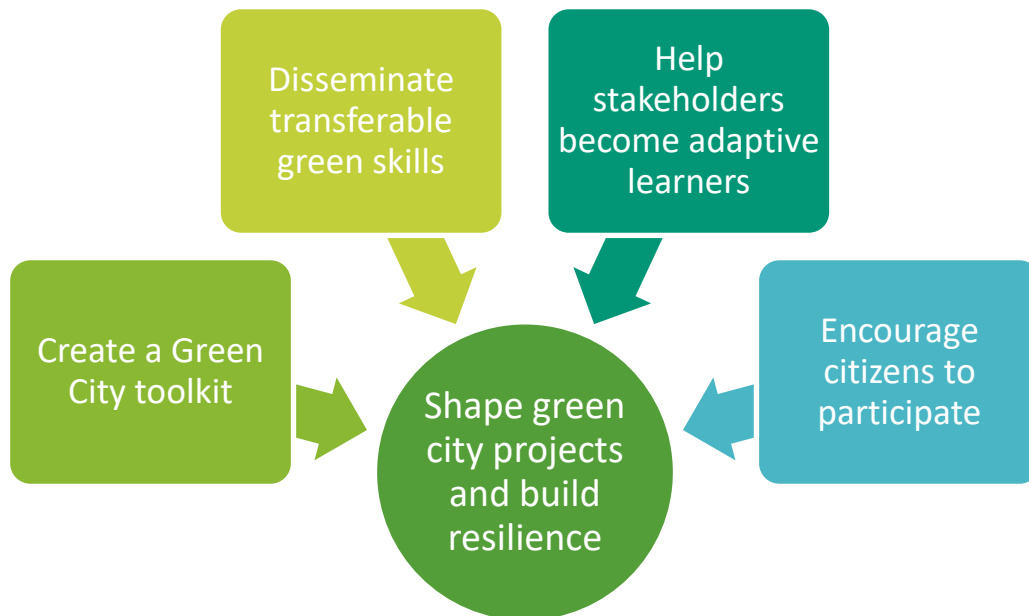 Disseminate
transferable
green skills
Help
stakeholders
become adaptive
learners
Create a Green
City toolkit
Encourage
citizens to
participate
Shape green
city projects
and build
resilience